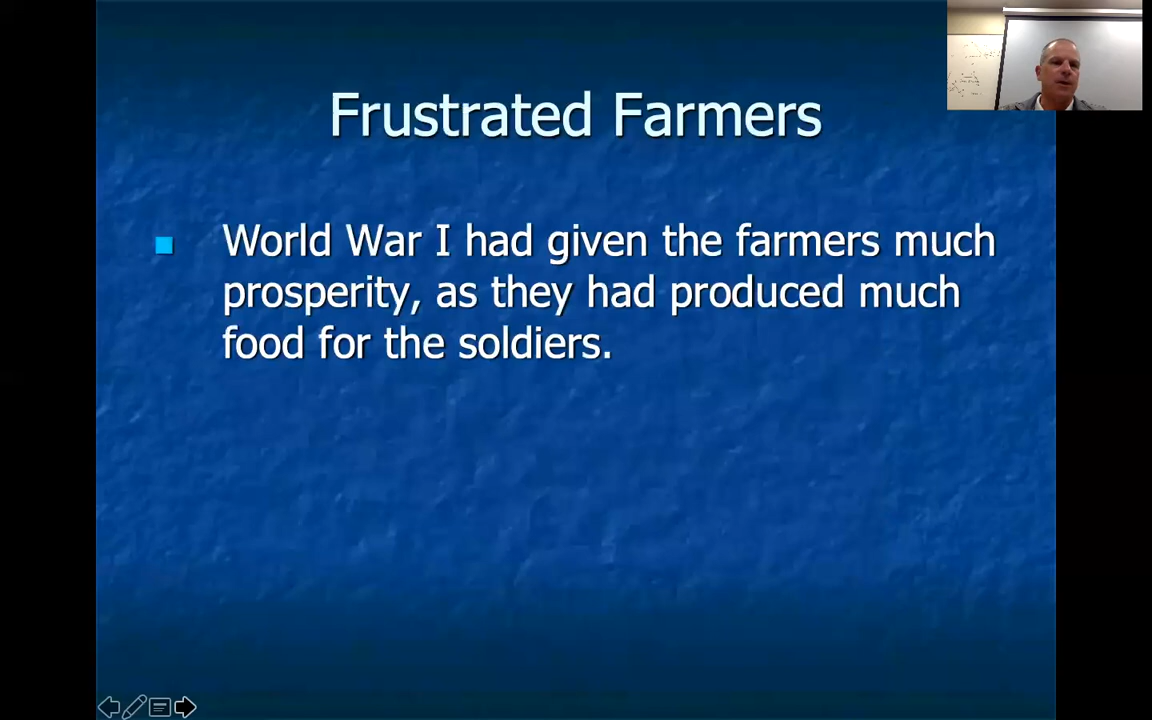 Frustrated Farmers
World War I had given the farmers much
prosperity, as they had produced much
food for the soldiers.